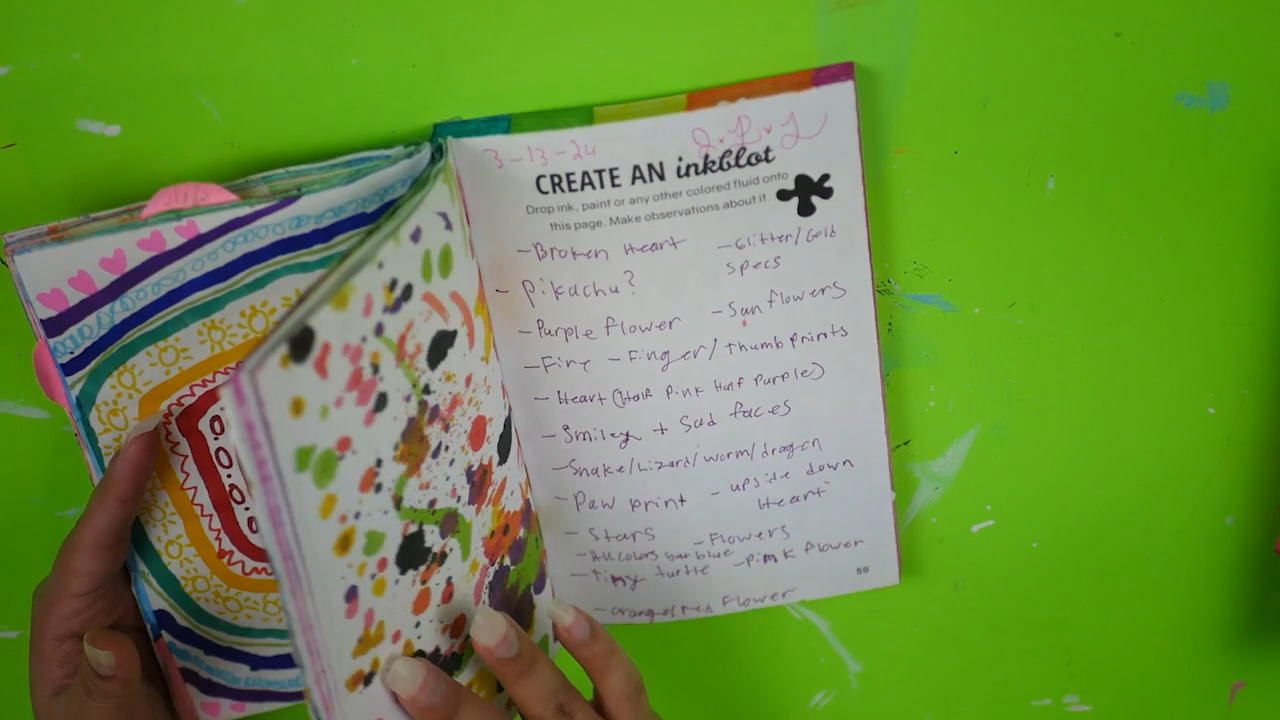 3-13-24
CREATE AN inkblot
Drop ink, paint or any other colored fluid onto
this page. Make observations about it.
-Broken Heart
-Glitter/Gold
specs
- Pikachu?
-Purple flower
-Sunflowers
-Fire -Finger/Thumbprints
- Heart (Half Pink Half Purple)
-Smiley + Sad faces
-Snake/Lizard/worm/dragon
-Paw print
- upside down
Heart
- Stars
-Flowers
-All colors but blue
-Tiny turtle
-pink flower
-orange/red flower
59